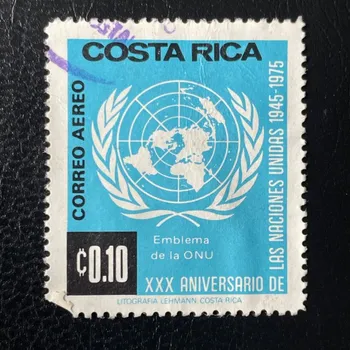 COSTA RICA
CORREO AEREO
Emblema
de la ONU
₡0.10
XXX ANIVERSARIO DE
LAS NACIONES UNIDAS 1945-1975
LITOGRAFIA LEHMANN, COSTA RICA